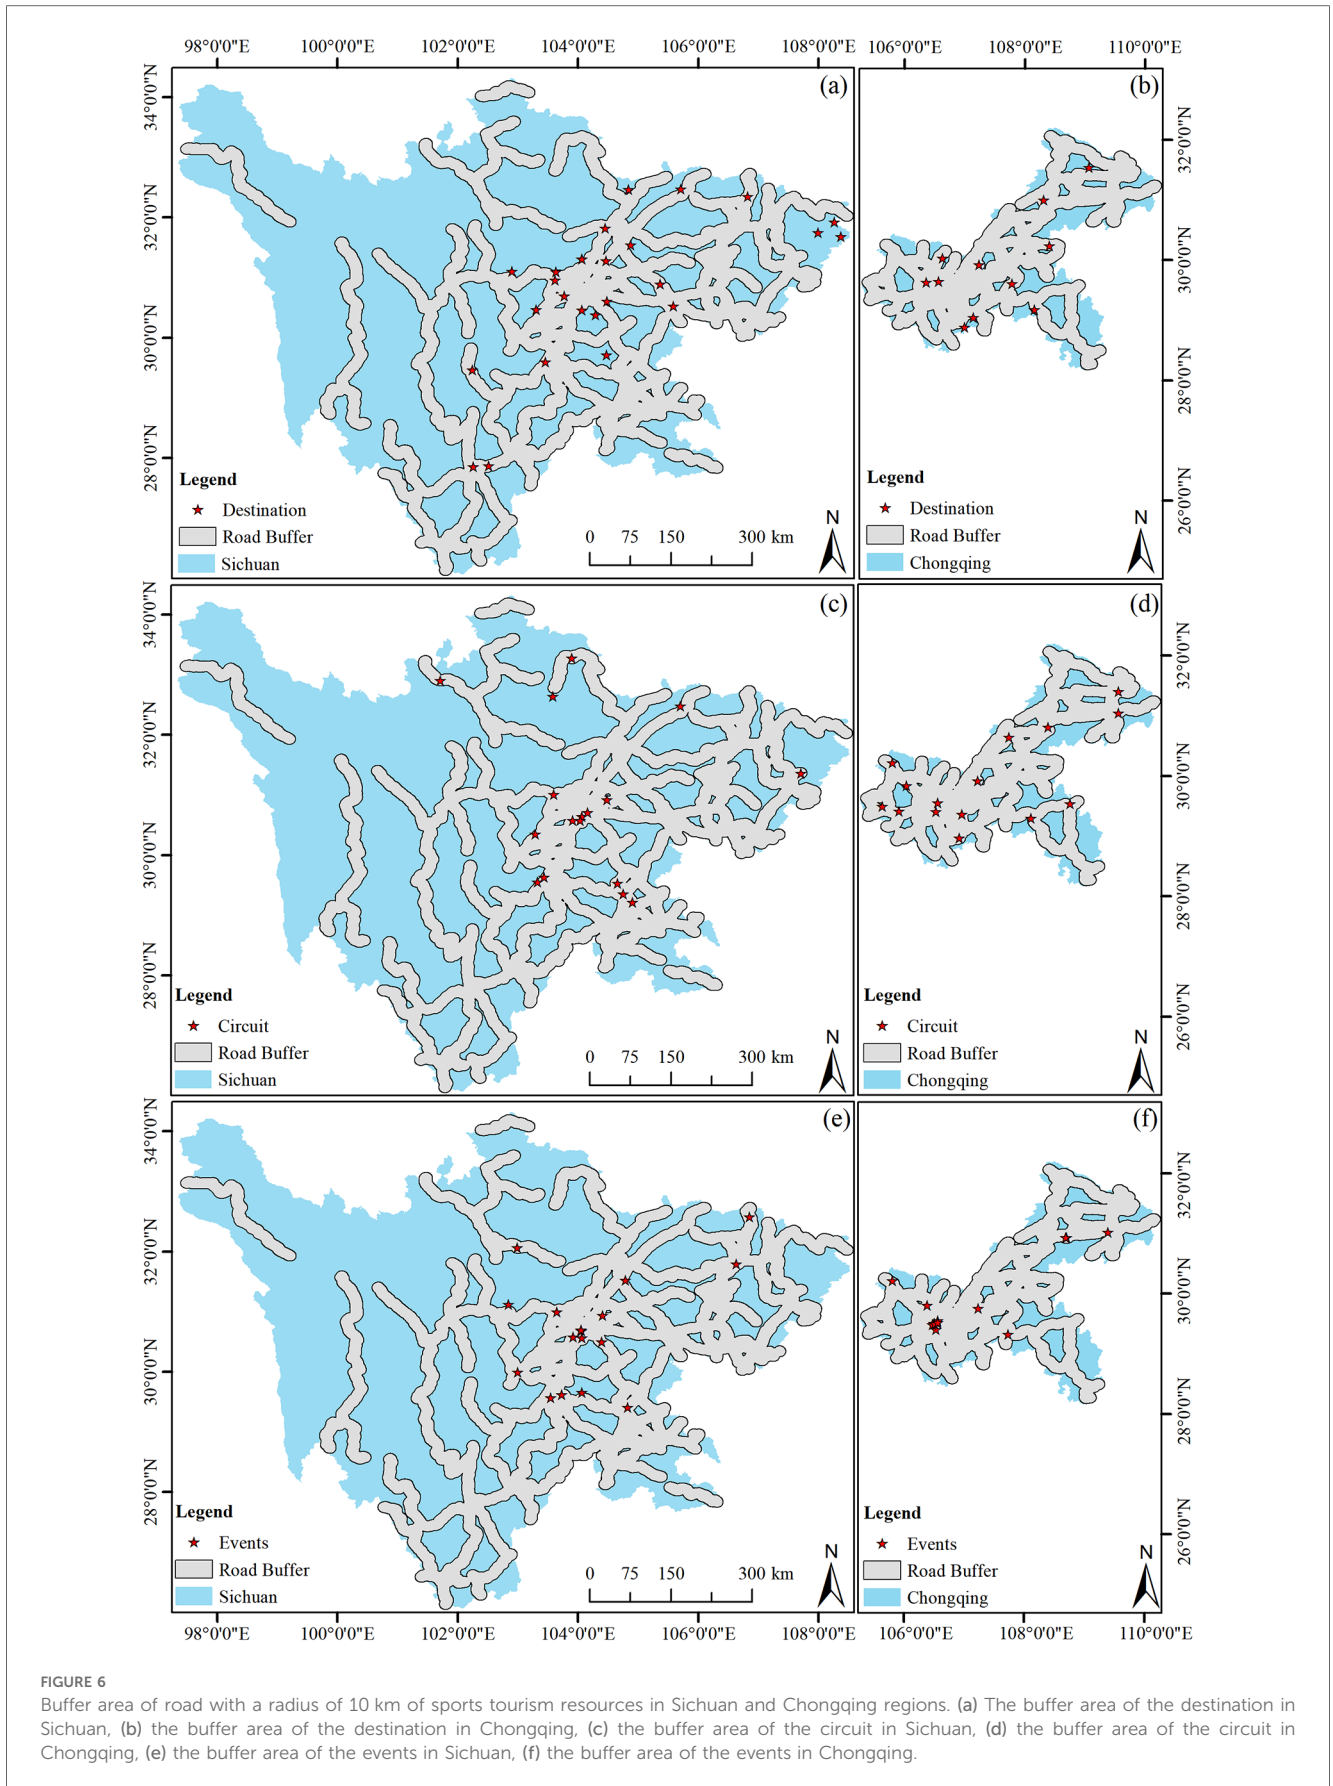 98°0'0"E 100°0'0"E 102°0'0"E 104°0'0"E 106°0'0"E 108°0'0"E 106°0'0"E 108°0'0"E 110°0'0"E
34°0'0"N
32°0'0"N
30°0'0"N
28°0'0"N
(a)
Legend
Destination
Road Buffer
Sichuan
0 75 150 300 km
N
(b)
32°0'0"N
30°0'0"N
28°0'0"N
26°0'0"N
Legend
Destination
Road Buffer
Chongqing
N
34°0'0"N
32°0'0"N
30°0'0"N
28°0'0"N
(c)
Legend
Circuit
Road Buffer
Sichuan
0 75 150 300 km
N
(d)
32°0'0"N
30°0'0"N
28°0'0"N
26°0'0"N
Legend
Circuit
Road Buffer
Chongqing
N
34°0'0"N
32°0'0"N
30°0'0"N
28°0'0"N
(e)
Legend
Events
Road Buffer
Sichuan
0 75 150 300 km
N
(f)
32°0'0"N
30°0'0"N
28°0'0"N
26°0'0"N
Legend
Events
Road Buffer
Chongqing
N
98°0'0"E 100°0'0"E 102°0'0"E 104°0'0"E 106°0'0"E 108°0'0"E 106°0'0"E 108°0'0"E 110°0'0"E
FIGURE 6
Buffer area of road with a radius of 10 km of sports tourism resources in Sichuan and Chongqing regions. (a) The buffer area of the destination in
Sichuan, (b) the buffer area of the destination in Chongqing, (c) the buffer area of the circuit in Sichuan, (d) the buffer area of the circuit in
Chongqing, (e) the buffer area of the events in Sichuan, (f) the buffer area of the events in Chongqing.